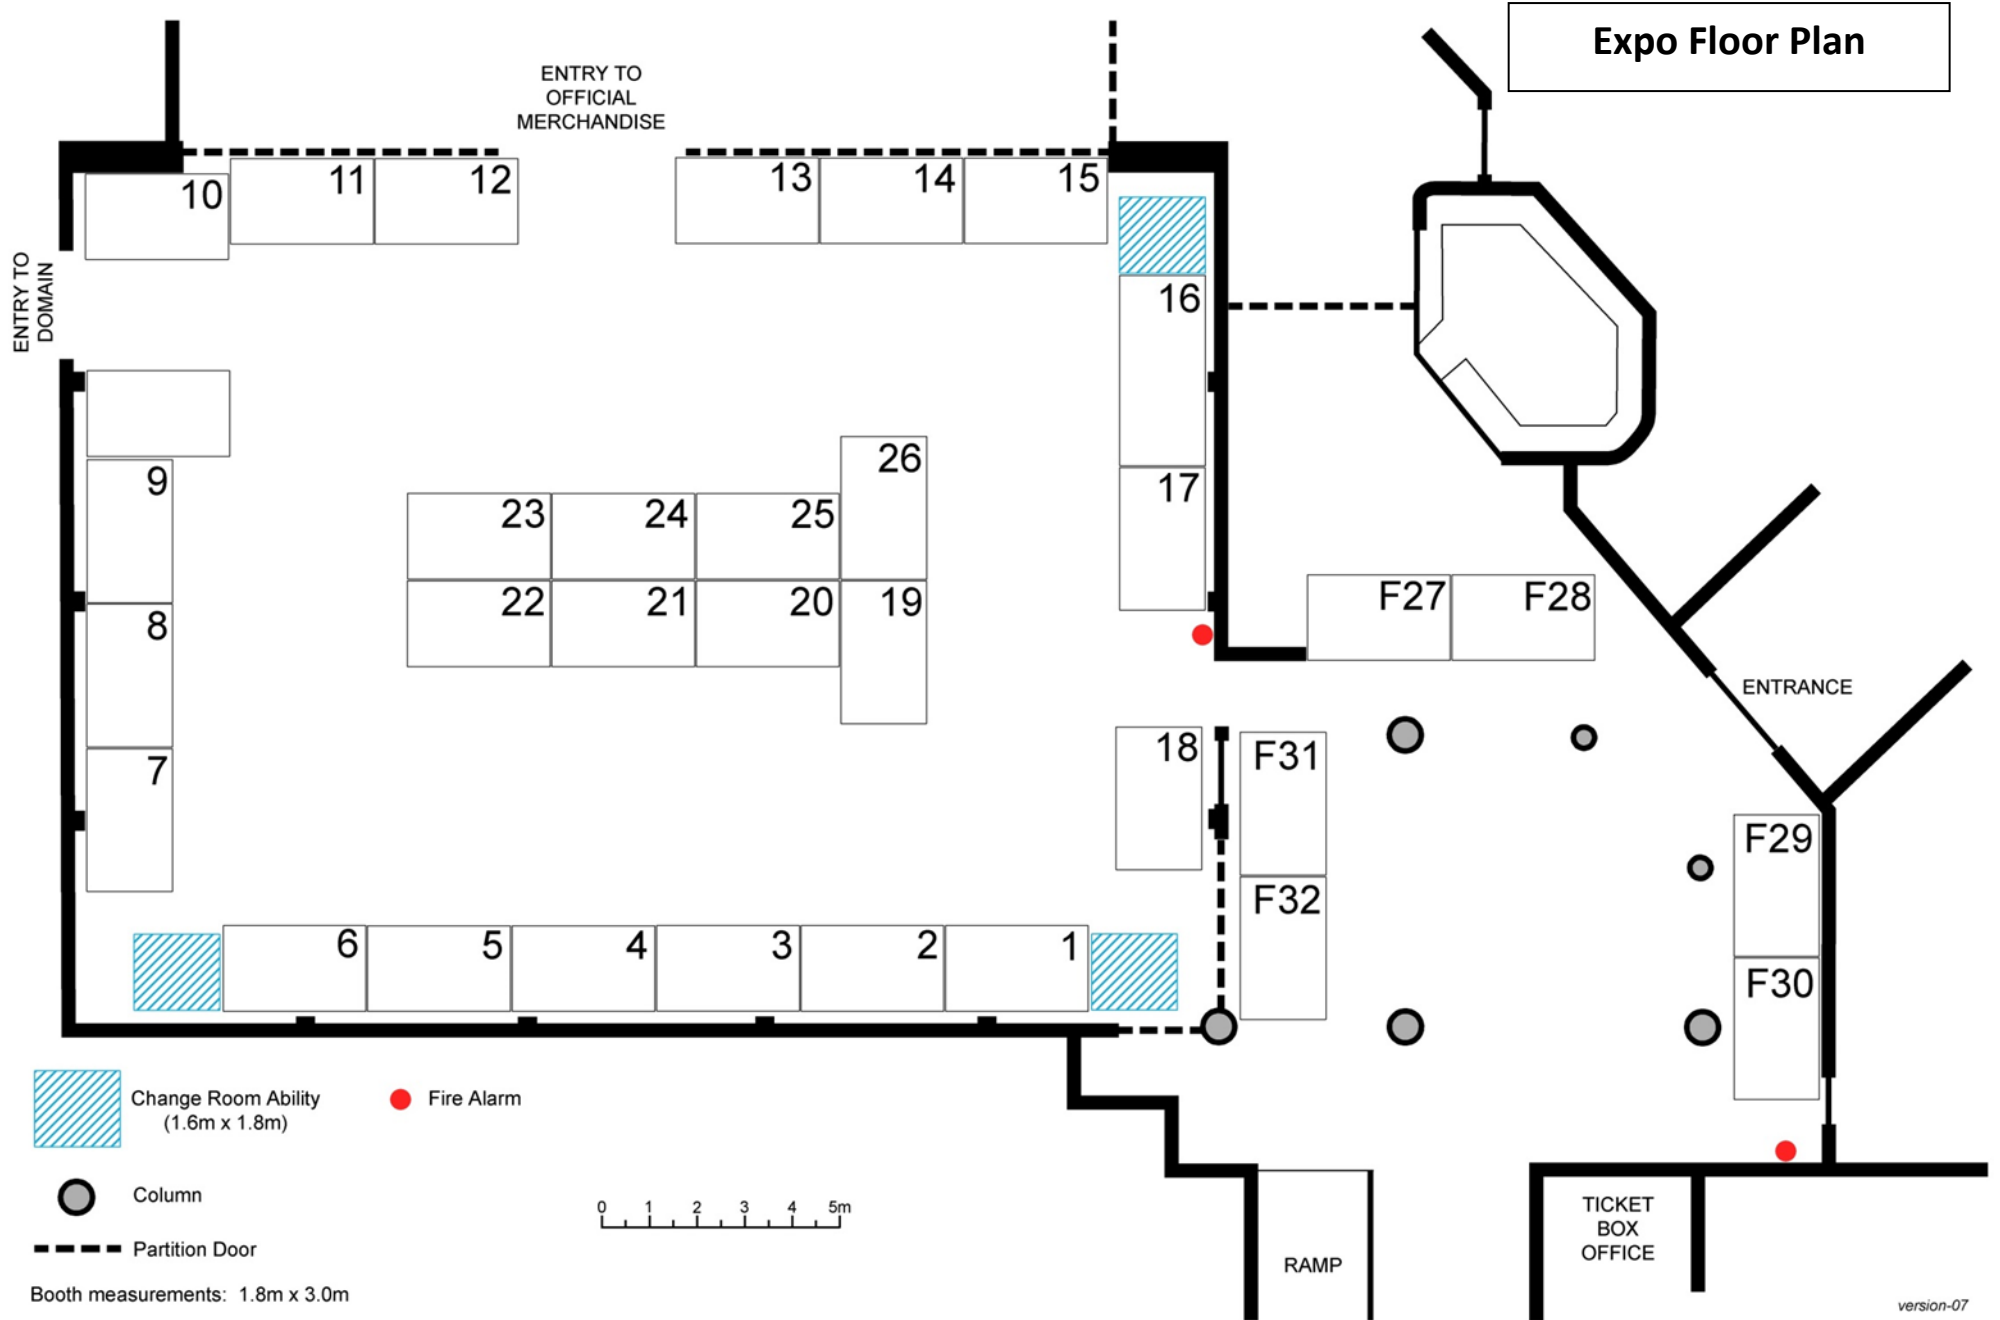 Expo Floor Plan
ENTRY TO
OFFICIAL
MERCHANDISE
10
11
12
13
14
15
ENTRY TO
DOMAIN
16
26
9
17
23
24
25
22
21
20
19
F27
F28
8
ENTRANCE
18
F31
7
F29
F32
6
5
4
3
2
1
F30
Change Room Ability
(1.6m x 1.8m)
Fire Alarm
Column
0 1 2 3 4 5m
TICKET
BOX
OFFICE
Partition Door
RAMP
Booth measurements: 1.8m x 3.0m
version-07